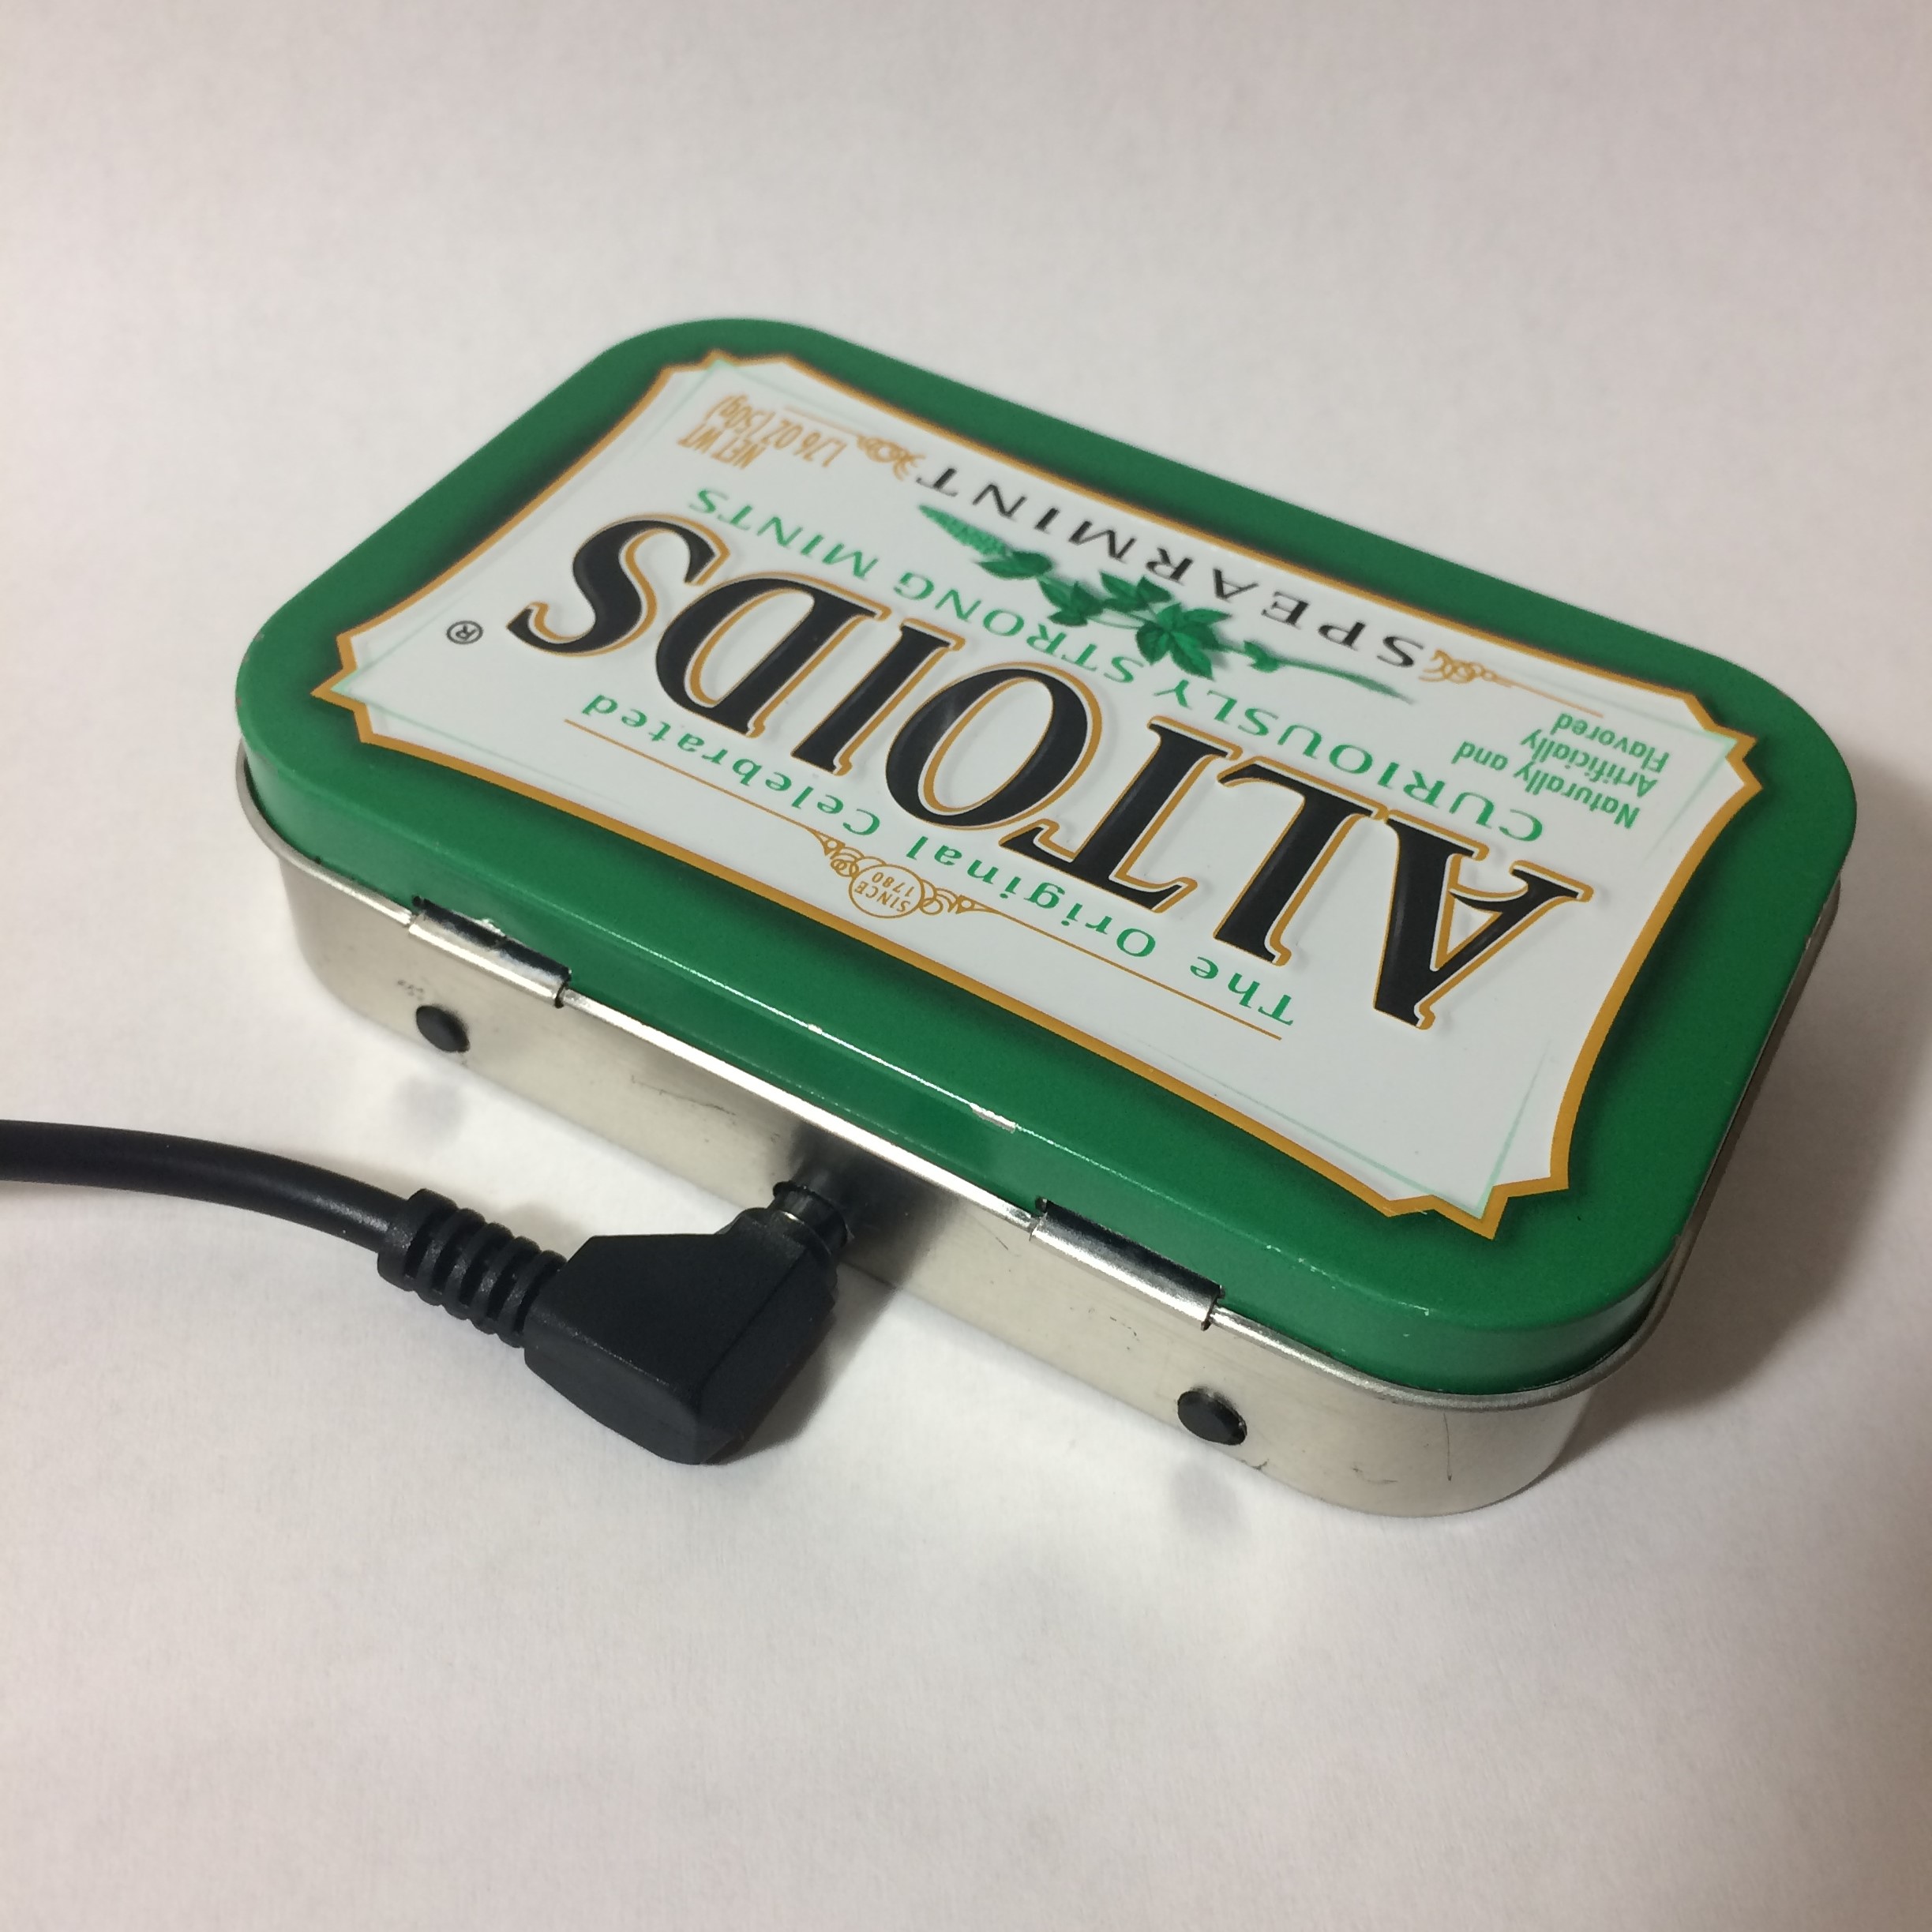 SINCE
1780
The Original Celebrated
ALTOIDS®
CURIOUSLY STRONG MINTS
Naturally and
Artificially
Flavored
SPEARMINT
NET WT
1.76 OZ (50g)